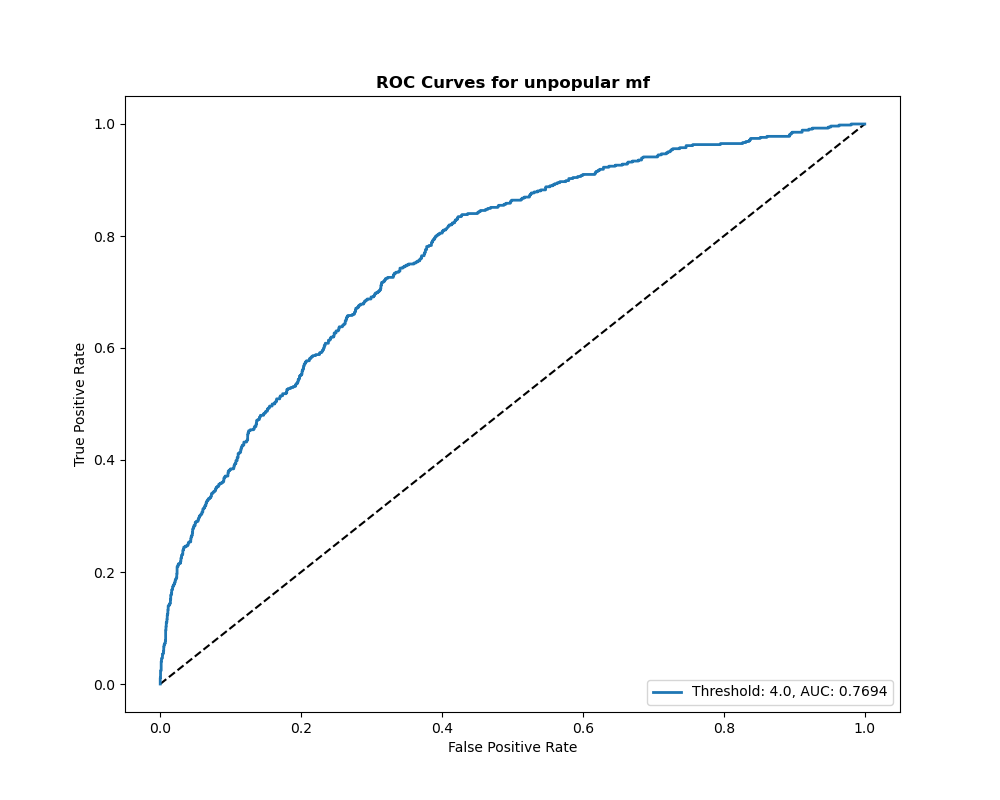 ROC Curves for unpopular mf
True Positive Rate
1.0
0.8
0.6
0.4
0.2
0.0
Threshold: 4.0, AUC: 0.7694
0.0 0.2 0.4 0.6 0.8 1.0
False Positive Rate